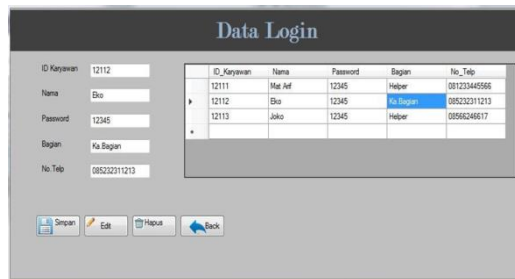 Data Login
ID Karyawan 12112
Nama Eko
Password 12345
Bagian Ka.Bagian
No.Telp 085232311213
ID_Karyawan Nama Password Bagian No_Telp
12111 Mat Arif 12345 Helper 081233445566
12112 Eko 12345 Ka.Bagian 085232311213
12113 Joko 12345 Helper 08566246617
Simpan Edit Hapus Back